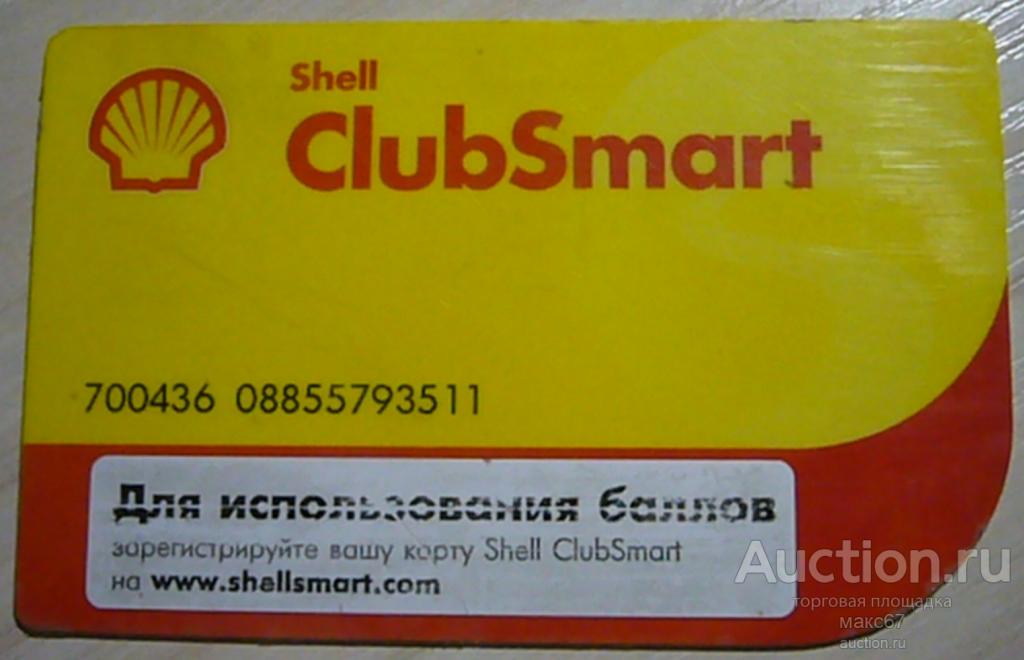 Shell
ClubSmart
700436 08855793511
Для использования баллов
зарегистрируйте вашу карту Shell ClubSmart
на www.shellsmart.com
Auction.ru
торговая площадка
макс67
auction.ru